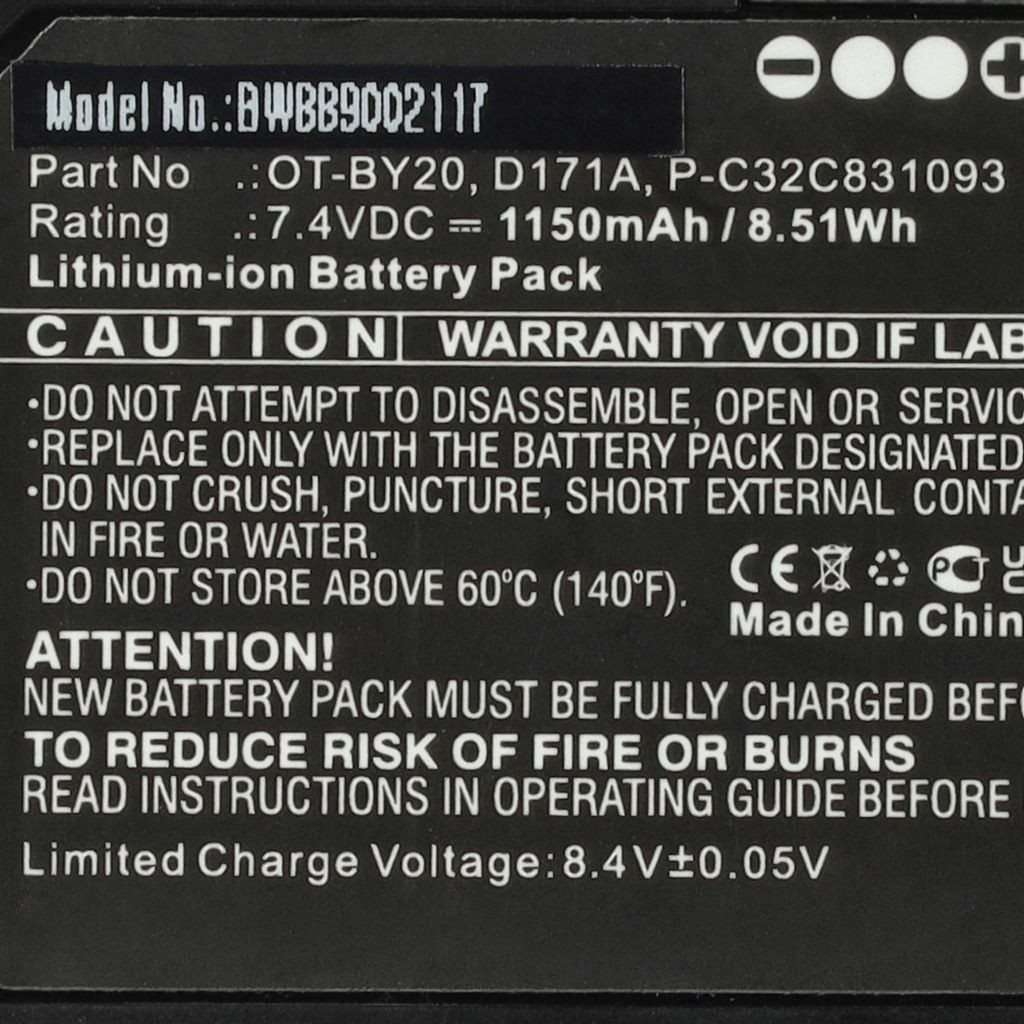 Model No.:BWBB900211T
Part No .:OT-BY20, D171A, P-C32C831093
Rating .:7.4VDC ⎓ 1150mAh / 8.51Wh
Lithium-ion Battery Pack
CAUTION WARRANTY VOID IF LAB
·DO NOT ATTEMPT TO DISASSEMBLE, OPEN OR SERVIC
·REPLACE ONLY WITH THE BATTERY PACK DESIGNATED
·DO NOT CRUSH, PUNCTURE, SHORT EXTERNAL CONTA
IN FIRE OR WATER.
·DO NOT STORE ABOVE 60°C (140°F).
CE
Made In Chin
ATTENTION!
NEW BATTERY PACK MUST BE FULLY CHARGED BEFO
TO REDUCE RISK OF FIRE OR BURNS
READ INSTRUCTIONS IN OPERATING GUIDE BEFORE
Limited Charge Voltage:8.4V±0.05V